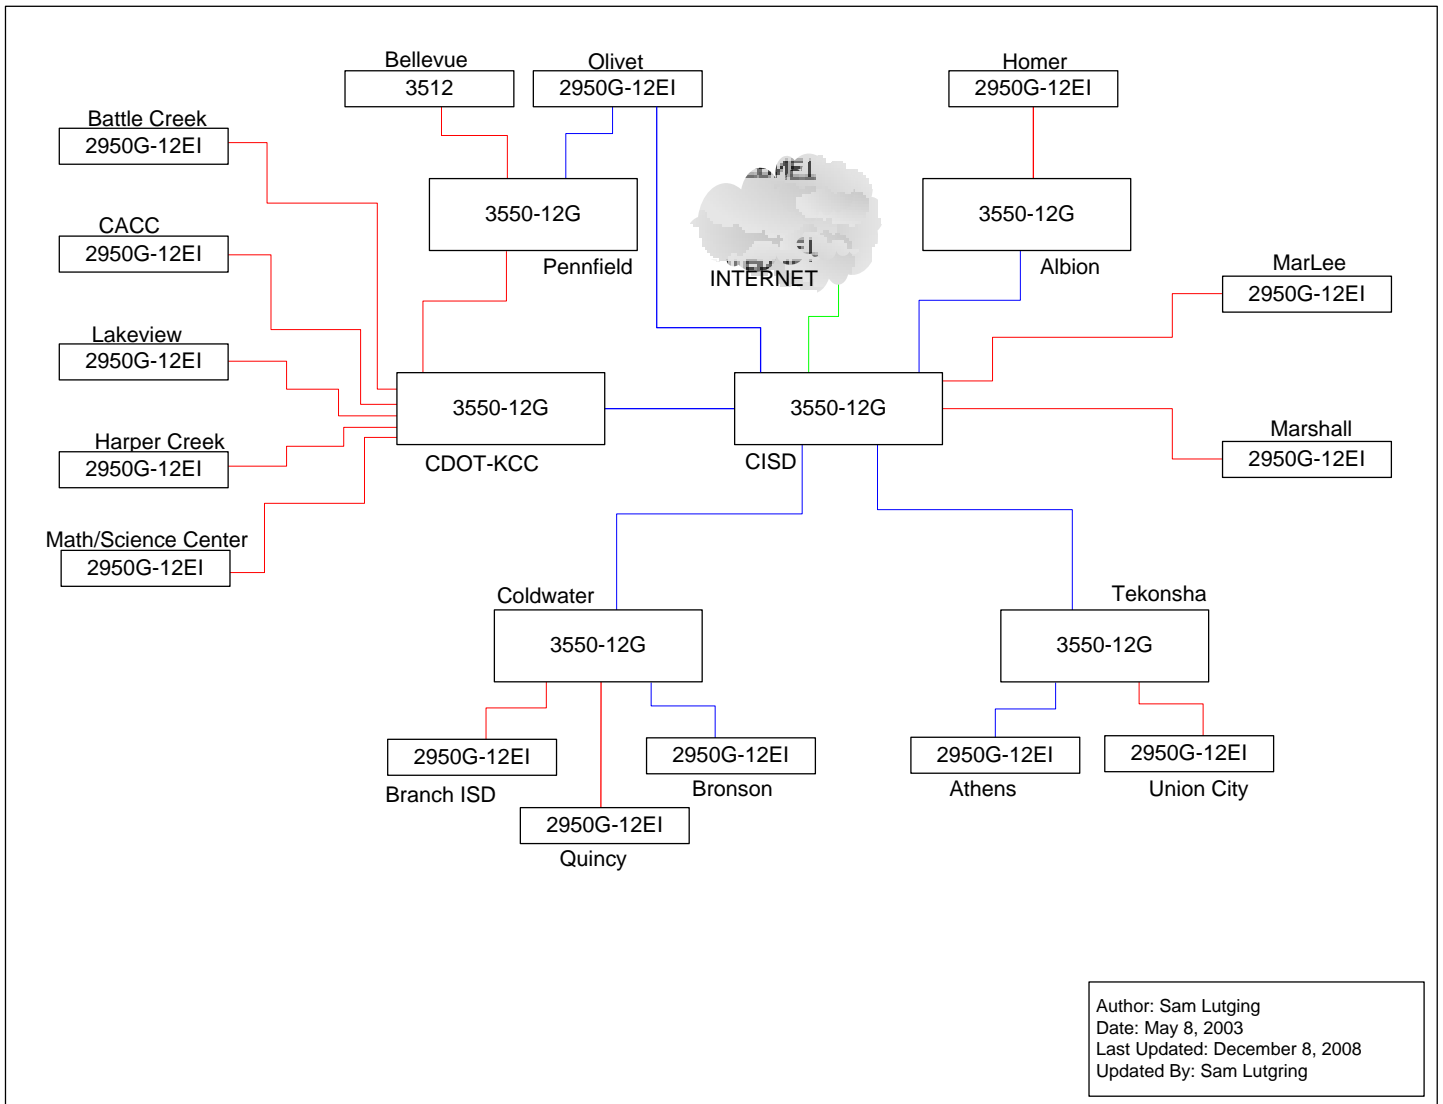 Bellevue
3512
Olivet
2950G-12EI
Homer
2950G-12EI
Battle Creek
2950G-12EI
3550-12G
Pennfield
INTERNET
3550-12G
Albion
CACC
2950G-12EI
MarLee
2950G-12EI
Lakeview
2950G-12EI
3550-12G
CDOT-KCC
3550-12G
CISD
Harper Creek
2950G-12EI
Marshall
2950G-12EI
Math/Science Center
2950G-12EI
Coldwater
3550-12G
Tekonsha
3550-12G
2950G-12EI
Branch ISD
2950G-12EI
Quincy
2950G-12EI
Bronson
2950G-12EI
Athens
2950G-12EI
Union City
Author: Sam Lutging
Date: May 8, 2003
Last Updated: December 8, 2008
Updated By: Sam Lutgring